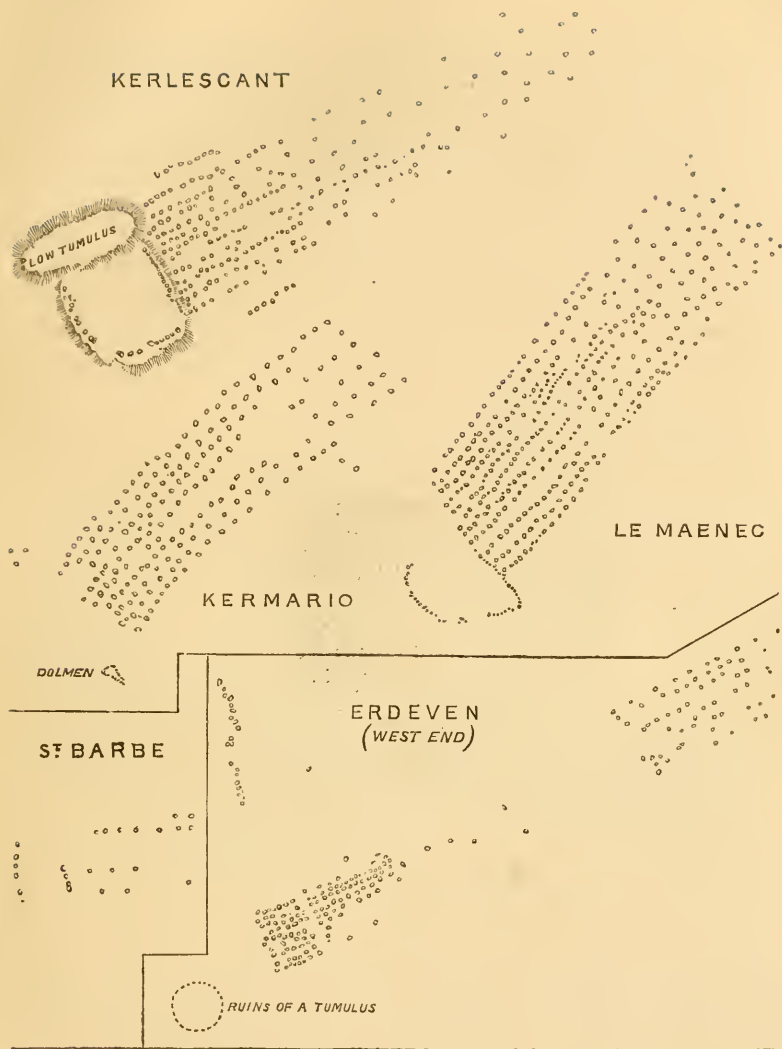 KERLESCANT
LOW TUMULUS
LE MAENEC
KERMARIO
DOLMEN
ERDEVEN
(WEST END)
ST BARBE
RUINS OF A TUMULUS